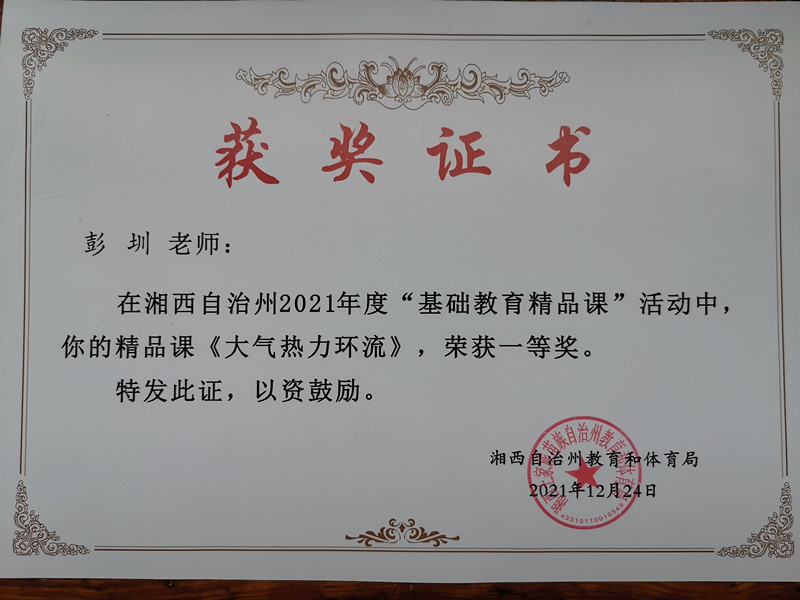 获奖证书
彭 圳 老师：
在湘西自治州2021年度“基础教育精品课”活动中，
你的精品课《大气热力环流》，荣获一等奖。
特发此证，以资鼓励。
湘西自治州教育和体育局
2021年12月24日